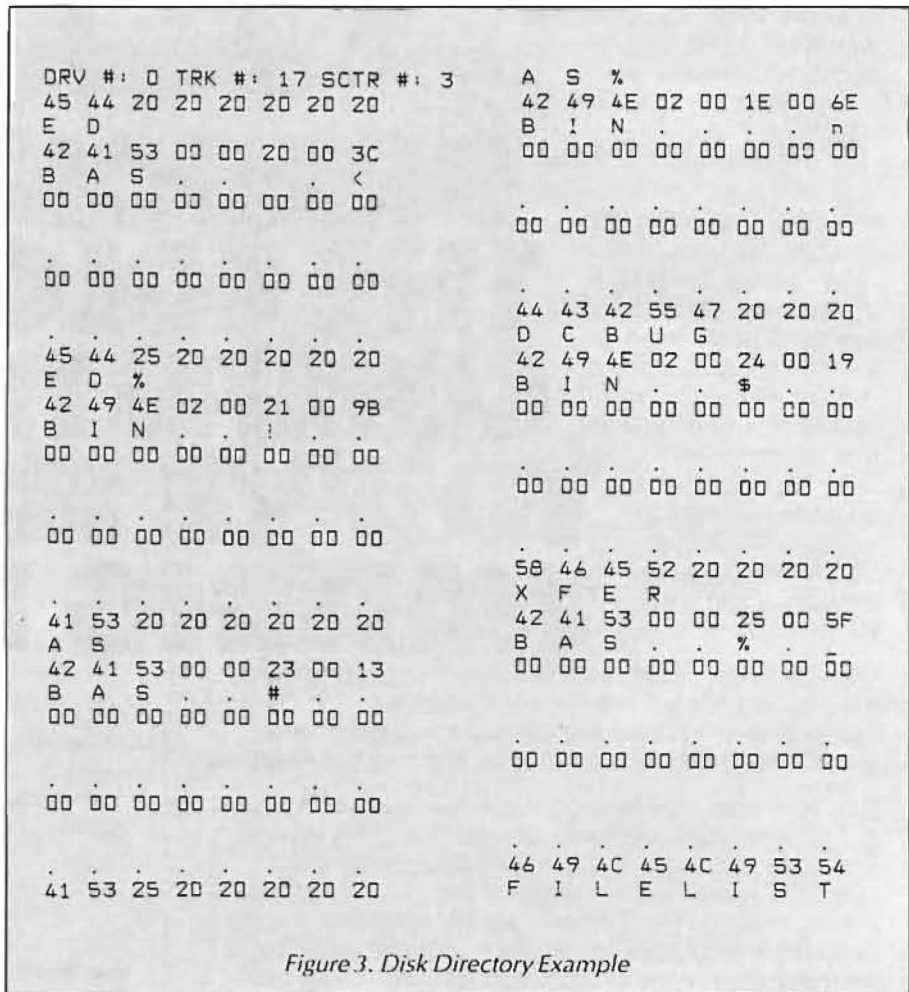 DRV #: 0 TRK #: 17 SCTR #: 3
45 44 20 20 20 20 20 20
E D
42 41 53 00 00 20 00 3C
B A S . . . <
00 00 00 00 00 00 00 00
. . . . . . . .
00 00 00 00 00 00 00 00
. . . . . . . .
45 44 25 20 20 20 20 20
E D %
42 49 4E 02 00 21 00 9B
B I N . . ! . .
00 00 00 00 00 00 00 00
. . . . . . . .
00 00 00 00 00 00 00 00
. . . . . . . .
41 53 20 20 20 20 20 20
A S
42 41 53 00 00 23 00 13
B A S . . # . .
00 00 00 00 00 00 00 00
. . . . . . . .
00 00 00 00 00 00 00 00
. . . . . . . .
41 53 25 20 20 20 20 20
A S %
42 49 4E 02 00 1E 00 6E
B I N . . . . n
00 00 00 00 00 00 00 00
. . . . . . . .
00 00 00 00 00 00 00 00
. . . . . . . .
44 43 42 55 47 20 20 20
D C B U G
42 49 4E 02 00 24 00 19
B I N . . $ . .
00 00 00 00 00 00 00 00
. . . . . . . .
00 00 00 00 00 00 00 00
. . . . . . . .
58 46 45 52 20 20 20 20
X F E R
42 41 53 00 00 25 00 5F
B A S . . % . _
00 00 00 00 00 00 00 00
. . . . . . . .
00 00 00 00 00 00 00 00
. . . . . . . .
46 49 4C 45 4C 49 53 54
F I L E L I S T
Figure 3. Disk Directory Example